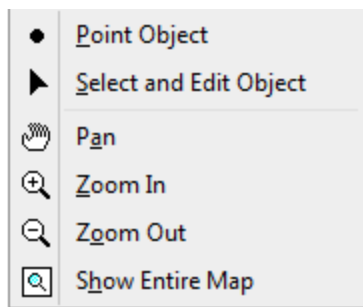 Point Object
Select and Edit Object
Pan
Zoom In
Zoom Out
Show Entire Map